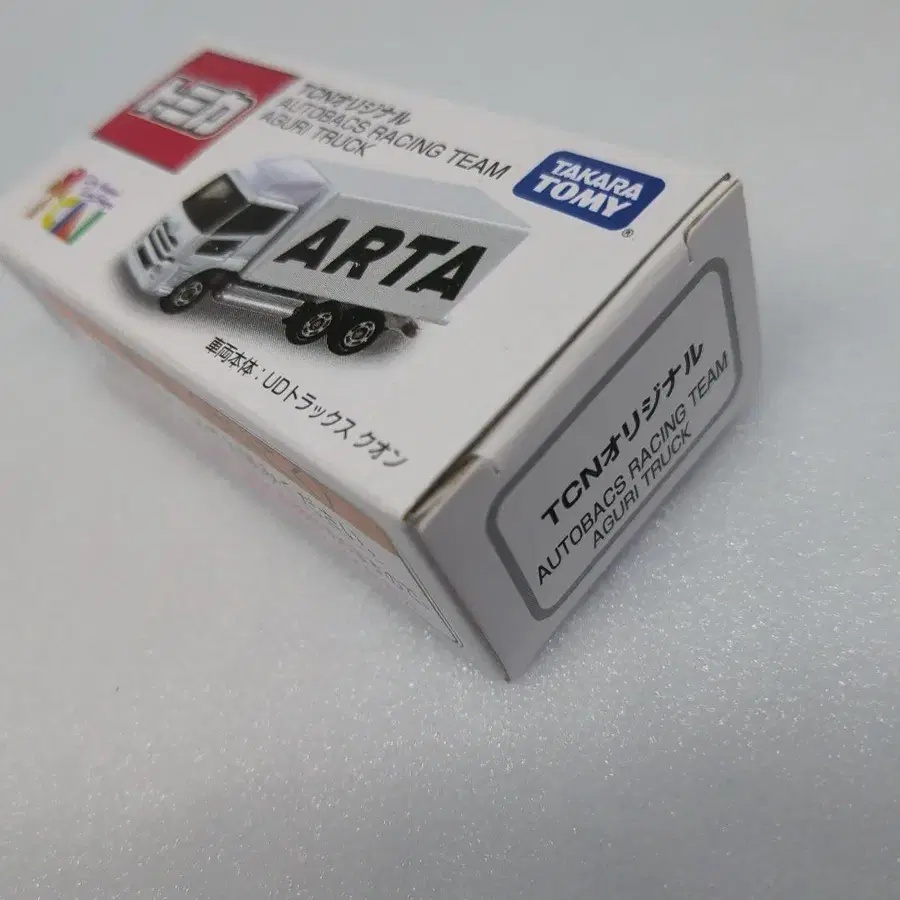 トミカ
TCNオリジナル
AUTOBACS RACING TEAM
AGURI TRUCK
TAKARA
TOMY
®
ARTA
車両本体：UDトラックス クオン
TCNオリジナル
AUTOBACS RACING TEAM
AGURI TRUCK